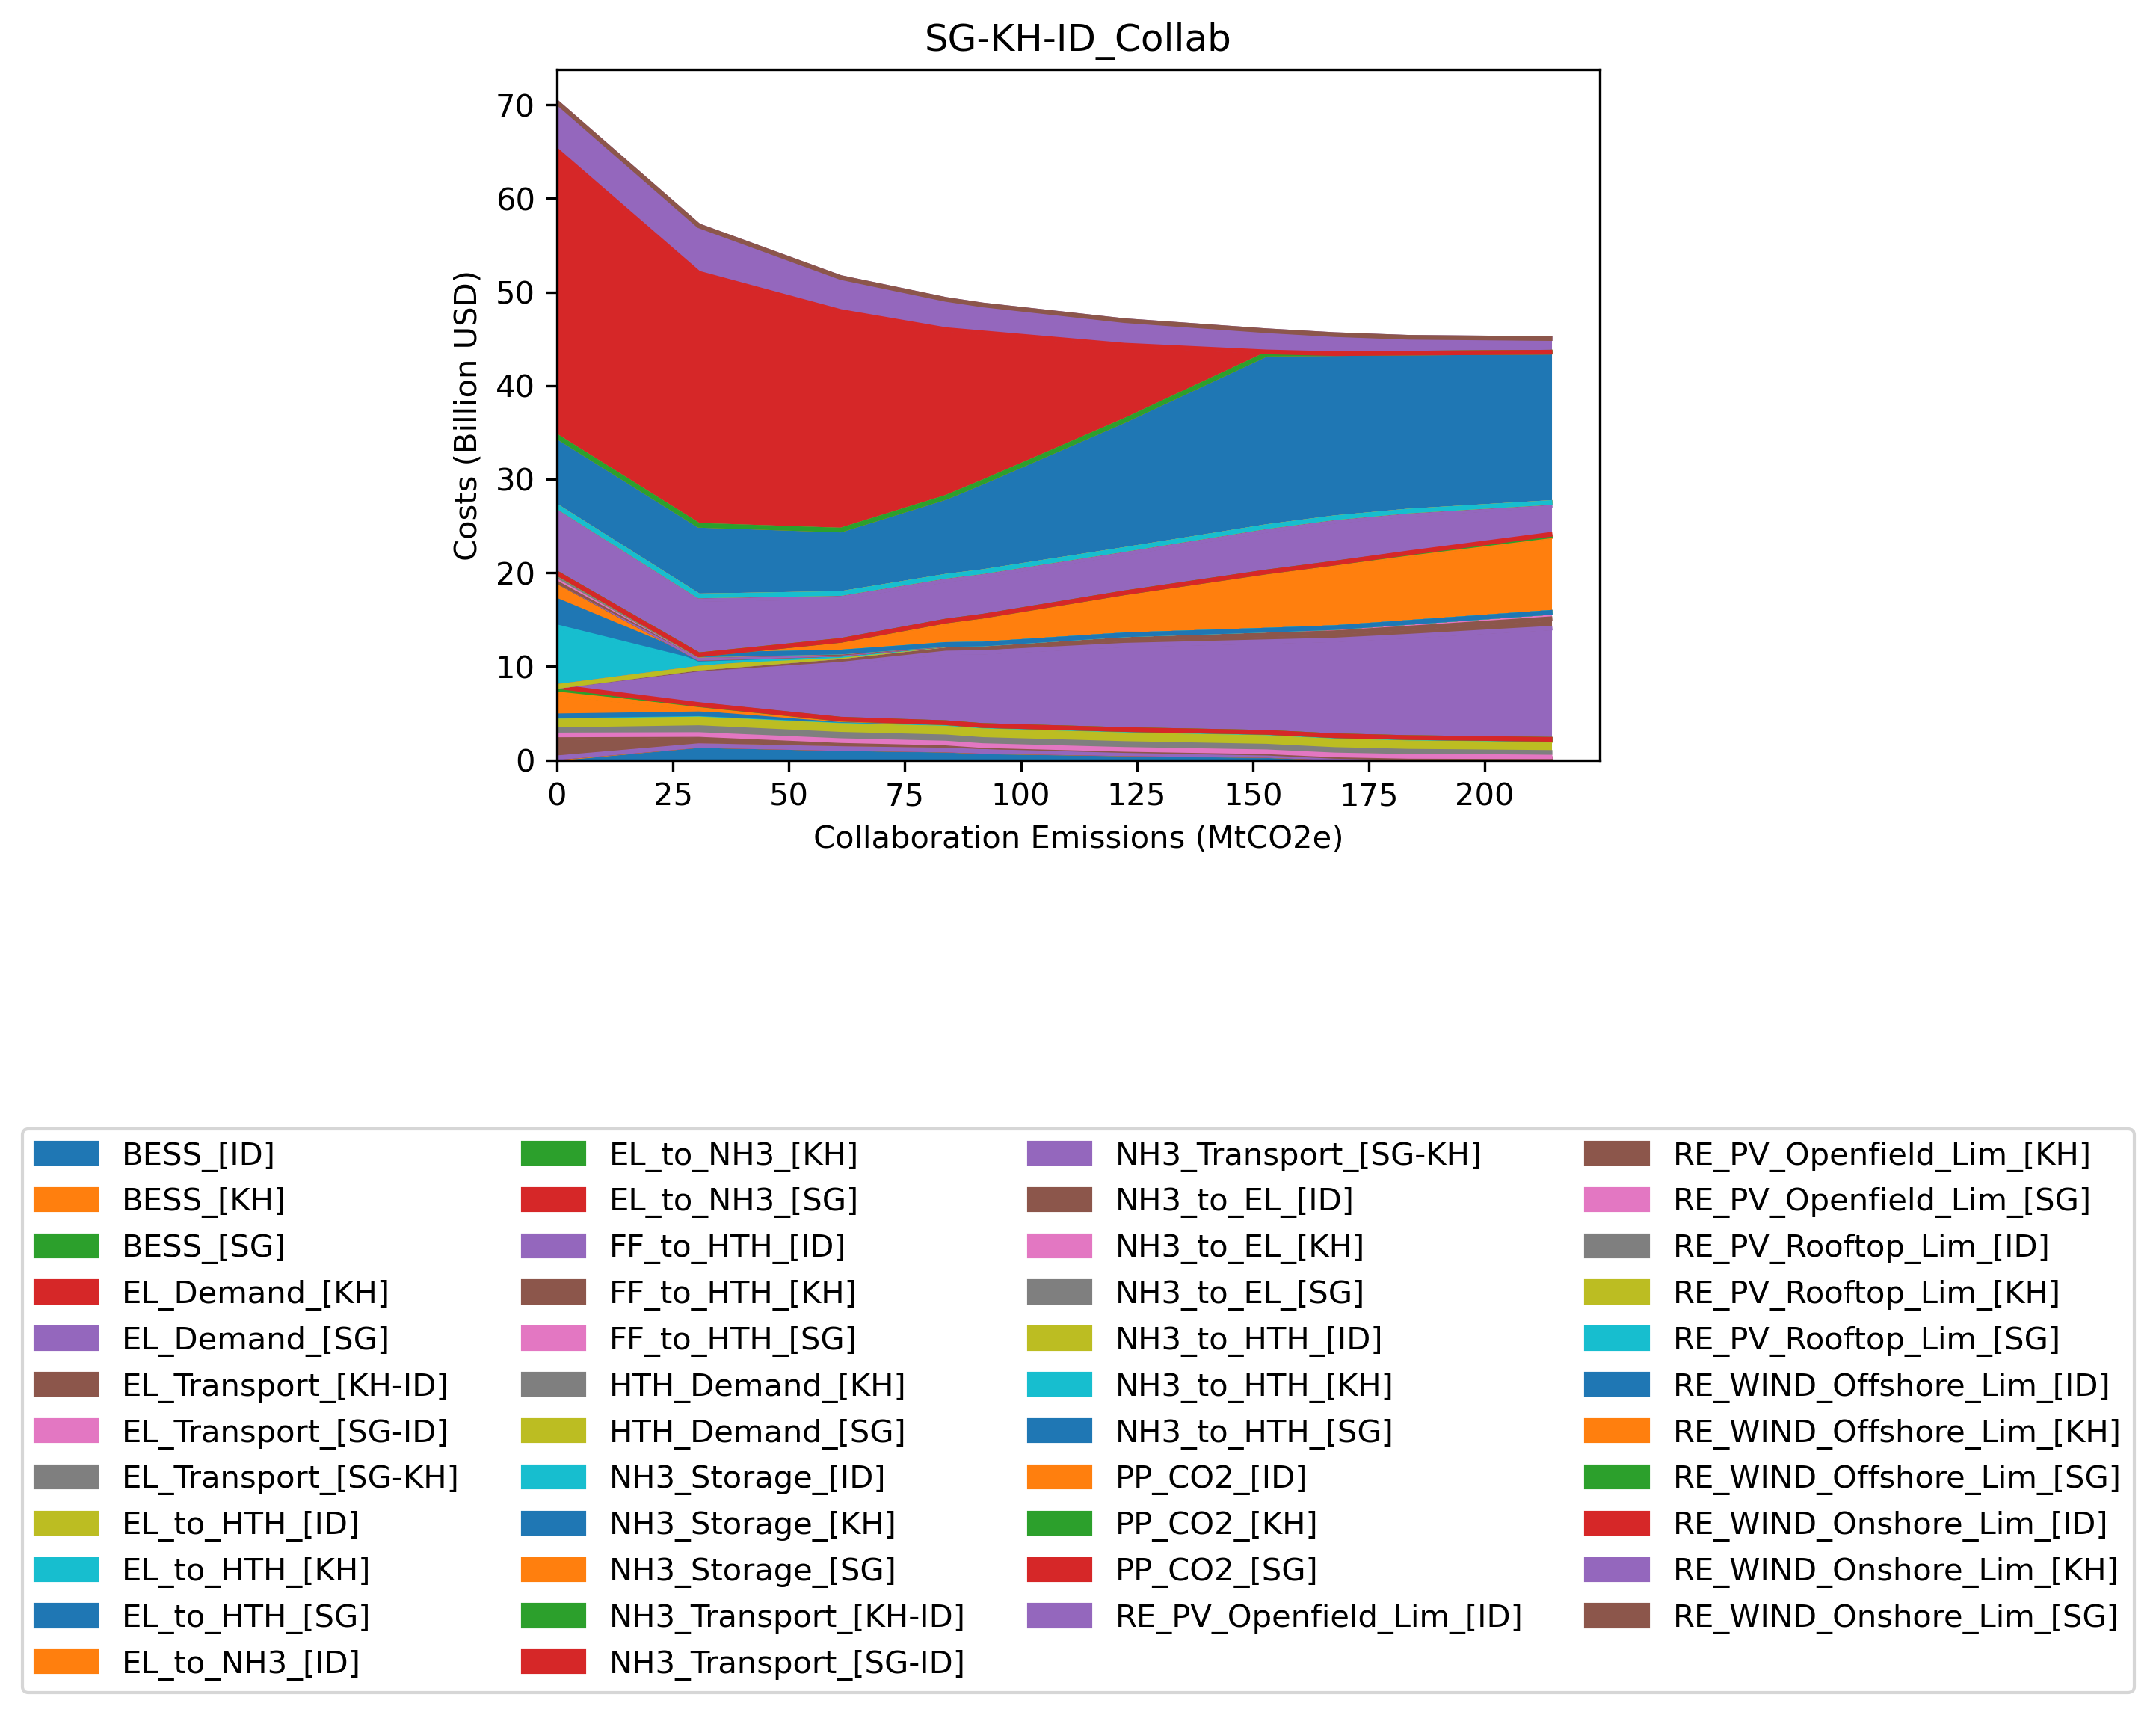 SG-KH-ID_Collab
70
60
50
40
30
20
10
0
Costs (Billion USD)
0 25 50 75 100 125 150 175 200
Collaboration Emissions (MtCO2e)
BESS_[ID]
BESS_[KH]
BESS_[SG]
EL_Demand_[KH]
EL_Demand_[SG]
EL_Transport_[KH-ID]
EL_Transport_[SG-ID]
EL_Transport_[SG-KH]
EL_to_HTH_[ID]
EL_to_HTH_[KH]
EL_to_HTH_[SG]
EL_to_NH3_[ID]
EL_to_NH3_[KH]
EL_to_NH3_[SG]
FF_to_HTH_[ID]
FF_to_HTH_[KH]
FF_to_HTH_[SG]
HTH_Demand_[KH]
HTH_Demand_[SG]
NH3_Storage_[ID]
NH3_Storage_[KH]
NH3_Storage_[SG]
NH3_Transport_[KH-ID]
NH3_Transport_[SG-ID]
NH3_Transport_[SG-KH]
NH3_to_EL_[ID]
NH3_to_EL_[KH]
NH3_to_EL_[SG]
NH3_to_HTH_[ID]
NH3_to_HTH_[KH]
NH3_to_HTH_[SG]
PP_CO2_[ID]
PP_CO2_[KH]
PP_CO2_[SG]
RE_PV_Openfield_Lim_[ID]
RE_PV_Openfield_Lim_[KH]
RE_PV_Openfield_Lim_[SG]
RE_PV_Rooftop_Lim_[ID]
RE_PV_Rooftop_Lim_[KH]
RE_PV_Rooftop_Lim_[SG]
RE_WIND_Offshore_Lim_[ID]
RE_WIND_Offshore_Lim_[KH]
RE_WIND_Offshore_Lim_[SG]
RE_WIND_Onshore_Lim_[ID]
RE_WIND_Onshore_Lim_[KH]
RE_WIND_Onshore_Lim_[SG]